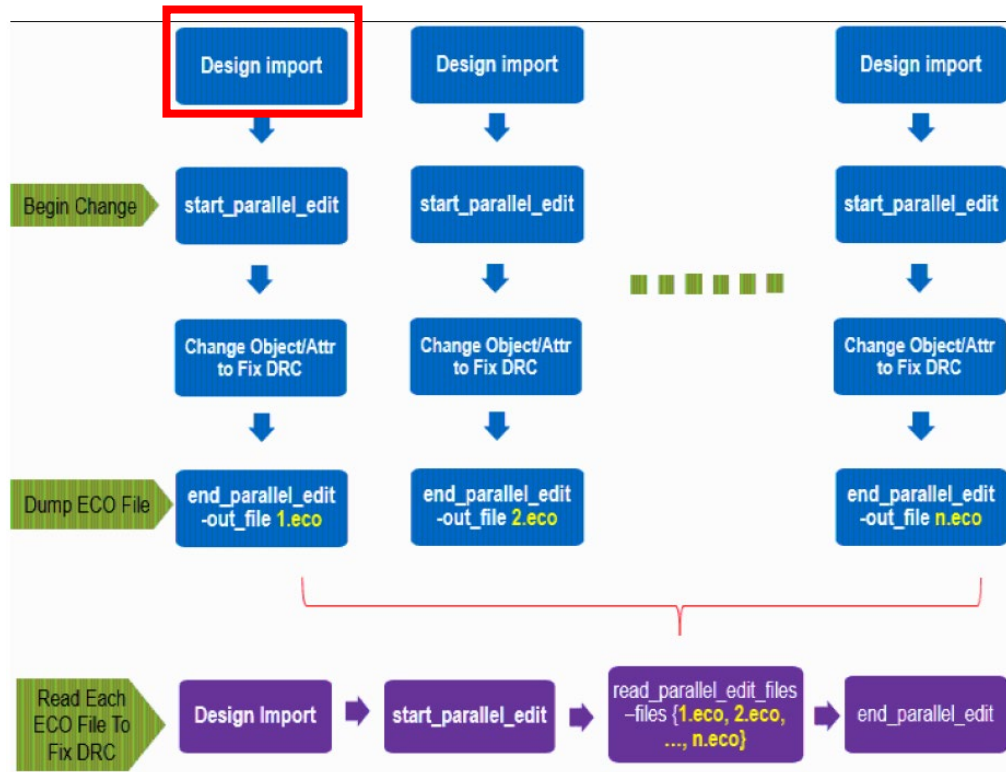 Design import
Design import
Design import
Begin Change
start_parallel_edit
start_parallel_edit
start_parallel_edit
Change Object/Attr
to Fix DRC
Change Object/Attr
to Fix DRC
Change Object/Attr
to Fix DRC
Dump ECO File
end_parallel_edit
-out_file 1.eco
end_parallel_edit
-out_file 2.eco
end_parallel_edit
-out_file n.eco
Read Each
ECO File To
Fix DRC
Design Import
start_parallel_edit
read_parallel_edit_files
–files {1.eco, 2.eco,
…, n.eco}
end_parallel_edit